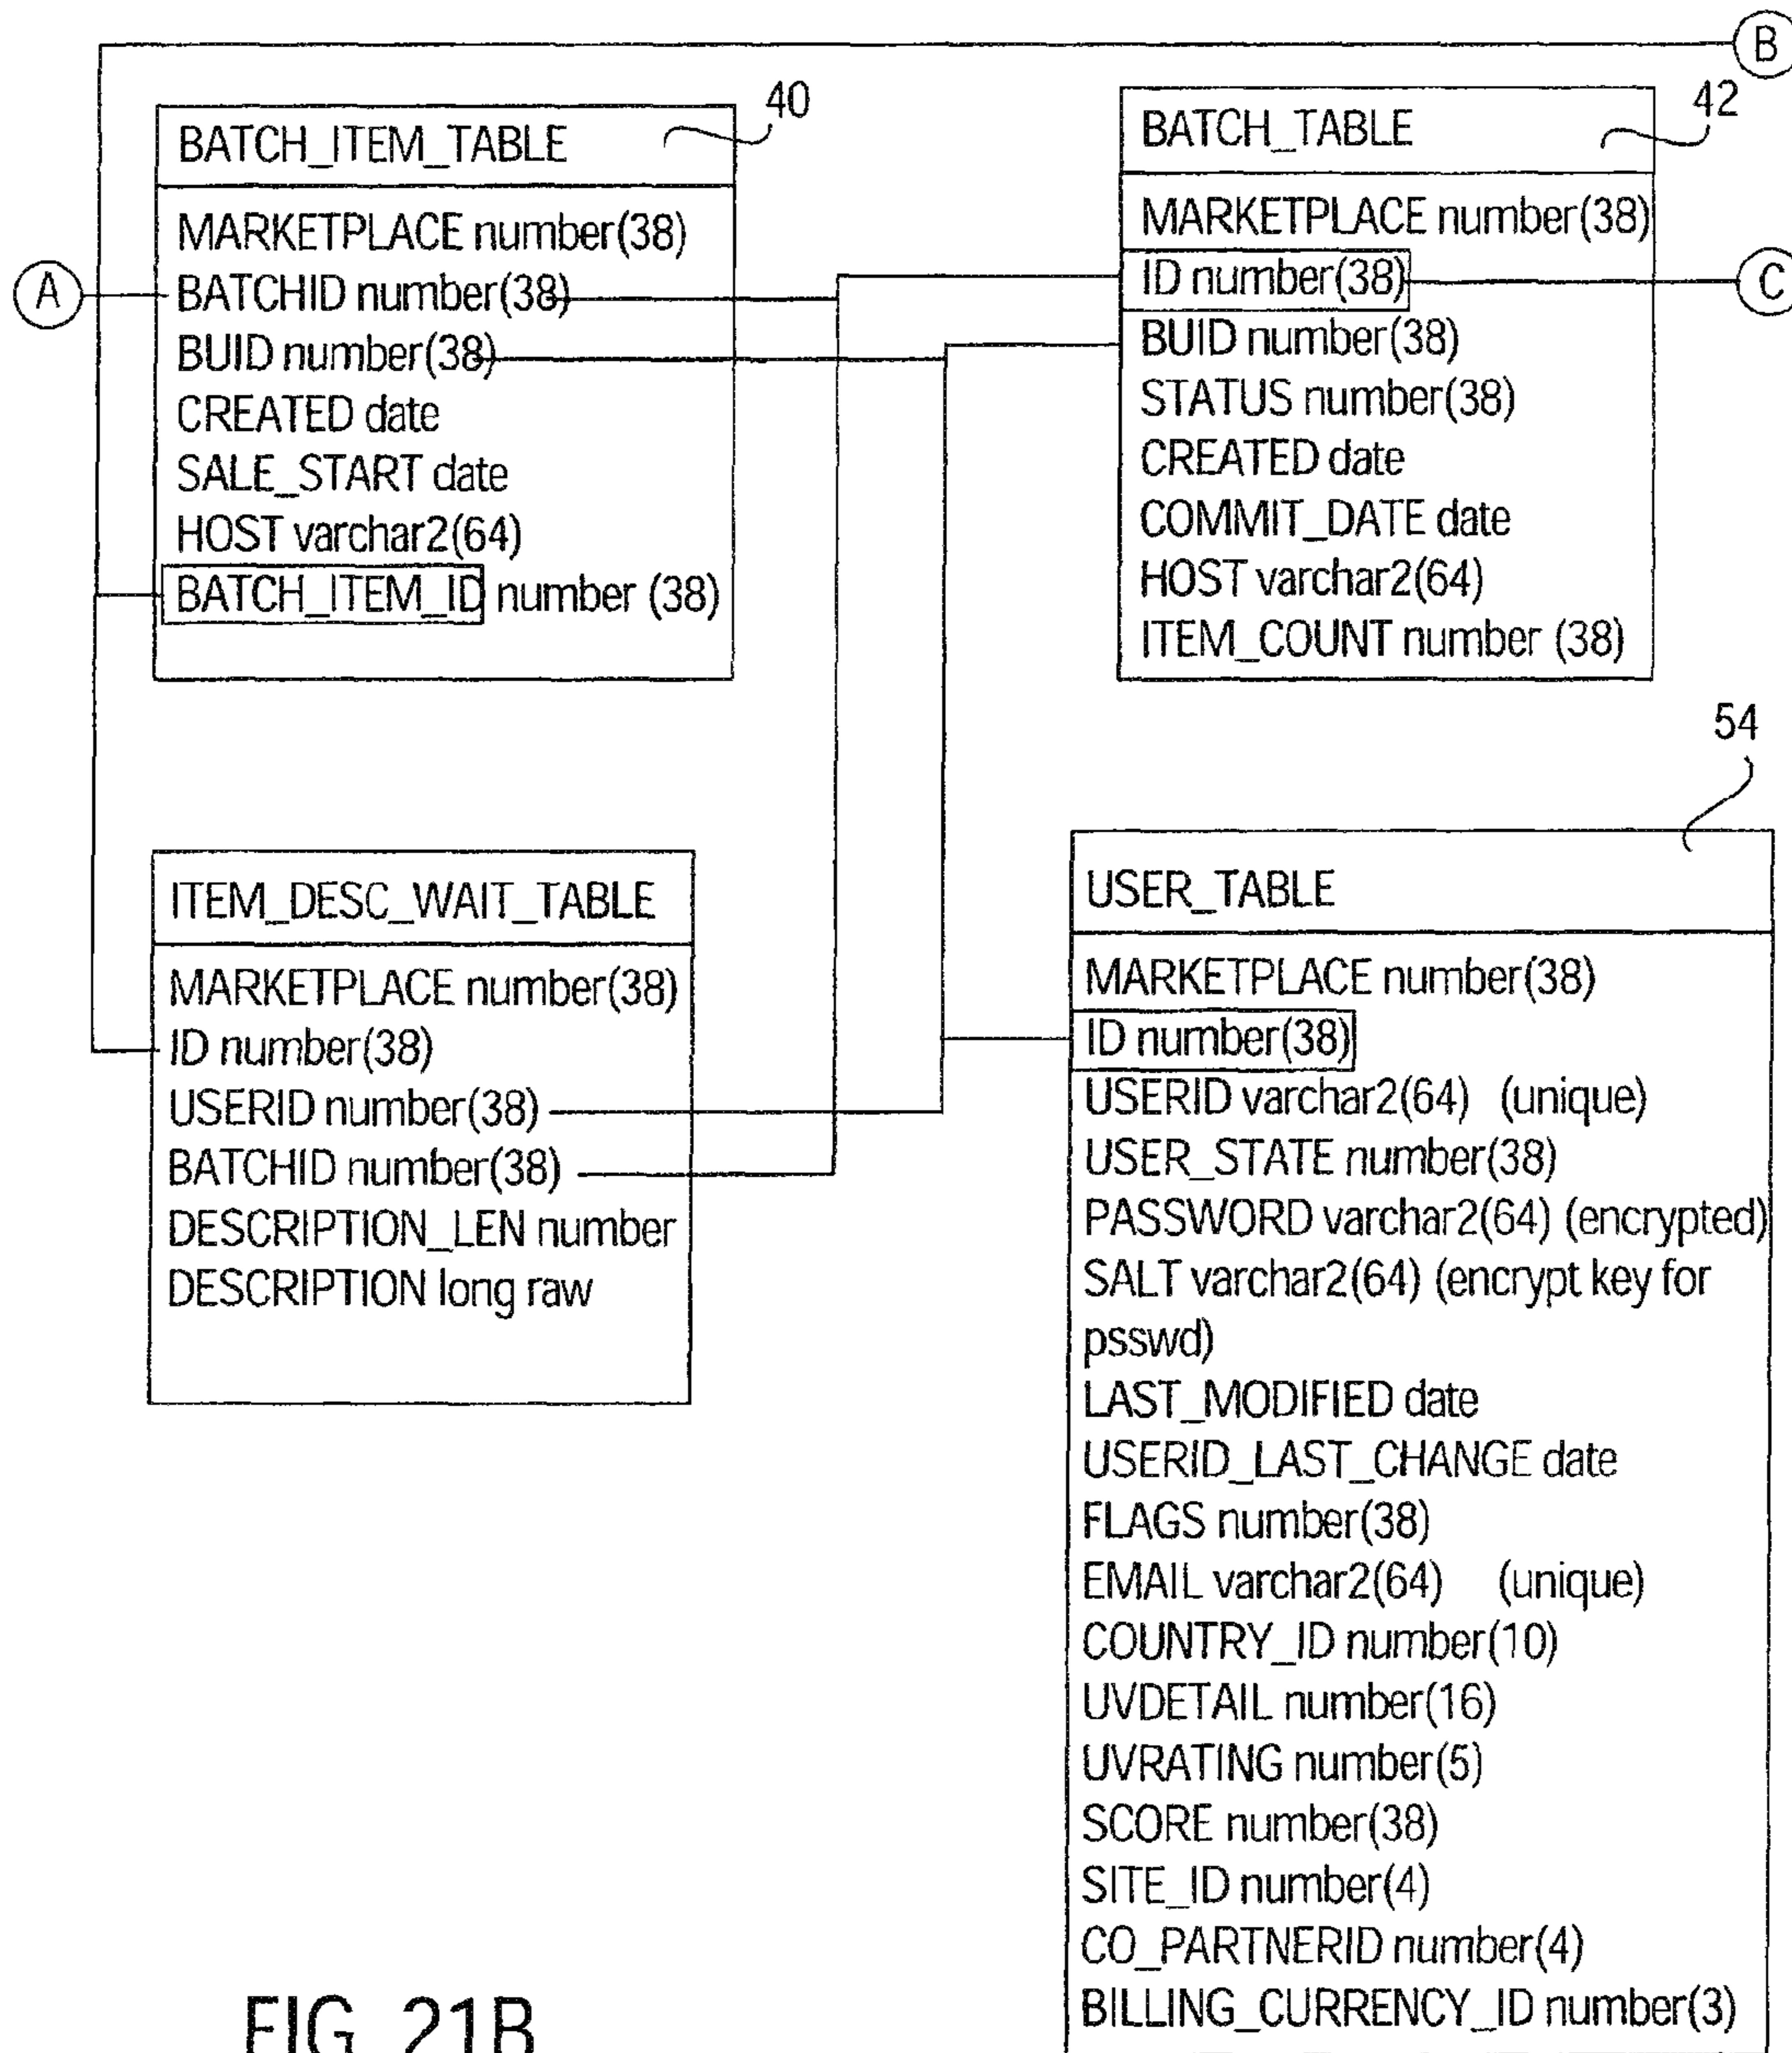 B
40
BATCH_ITEM_TABLE
MARKETPLACE number(38)
A
BATCHID number(38)
BUID number(38)
CREATED date
SALE_START date
HOST varchar2(64)
BATCH_ITEM_ID number (38)
42
BATCH_TABLE
MARKETPLACE number(38)
ID number(38)
C
BUID number(38)
STATUS number(38)
CREATED date
COMMIT_DATE date
HOST varchar2(64)
ITEM_COUNT number (38)
ITEM_DESC_WAIT_TABLE
MARKETPLACE number(38)
ID number(38)
USERID number(38)
BATCHID number(38)
DESCRIPTION_LEN number
DESCRIPTION long raw
54
USER_TABLE
MARKETPLACE number(38)
ID number(38)
USERID varchar2(64) (unique)
USER_STATE number(38)
PASSWORD varchar2(64) (encrypted)
SALT varchar2(64) (encrypt key for
psswd)
LAST_MODIFIED date
USERID_LAST_CHANGE date
FLAGS number(38)
EMAIL varchar2(64) (unique)
COUNTRY_ID number(10)
UVDETAIL number(16)
UVRATING number(5)
SCORE number(38)
SITE_ID number(4)
CO_PARTNERID number(4)
BILLING_CURRENCY_ID number(3)
FIG. 21B